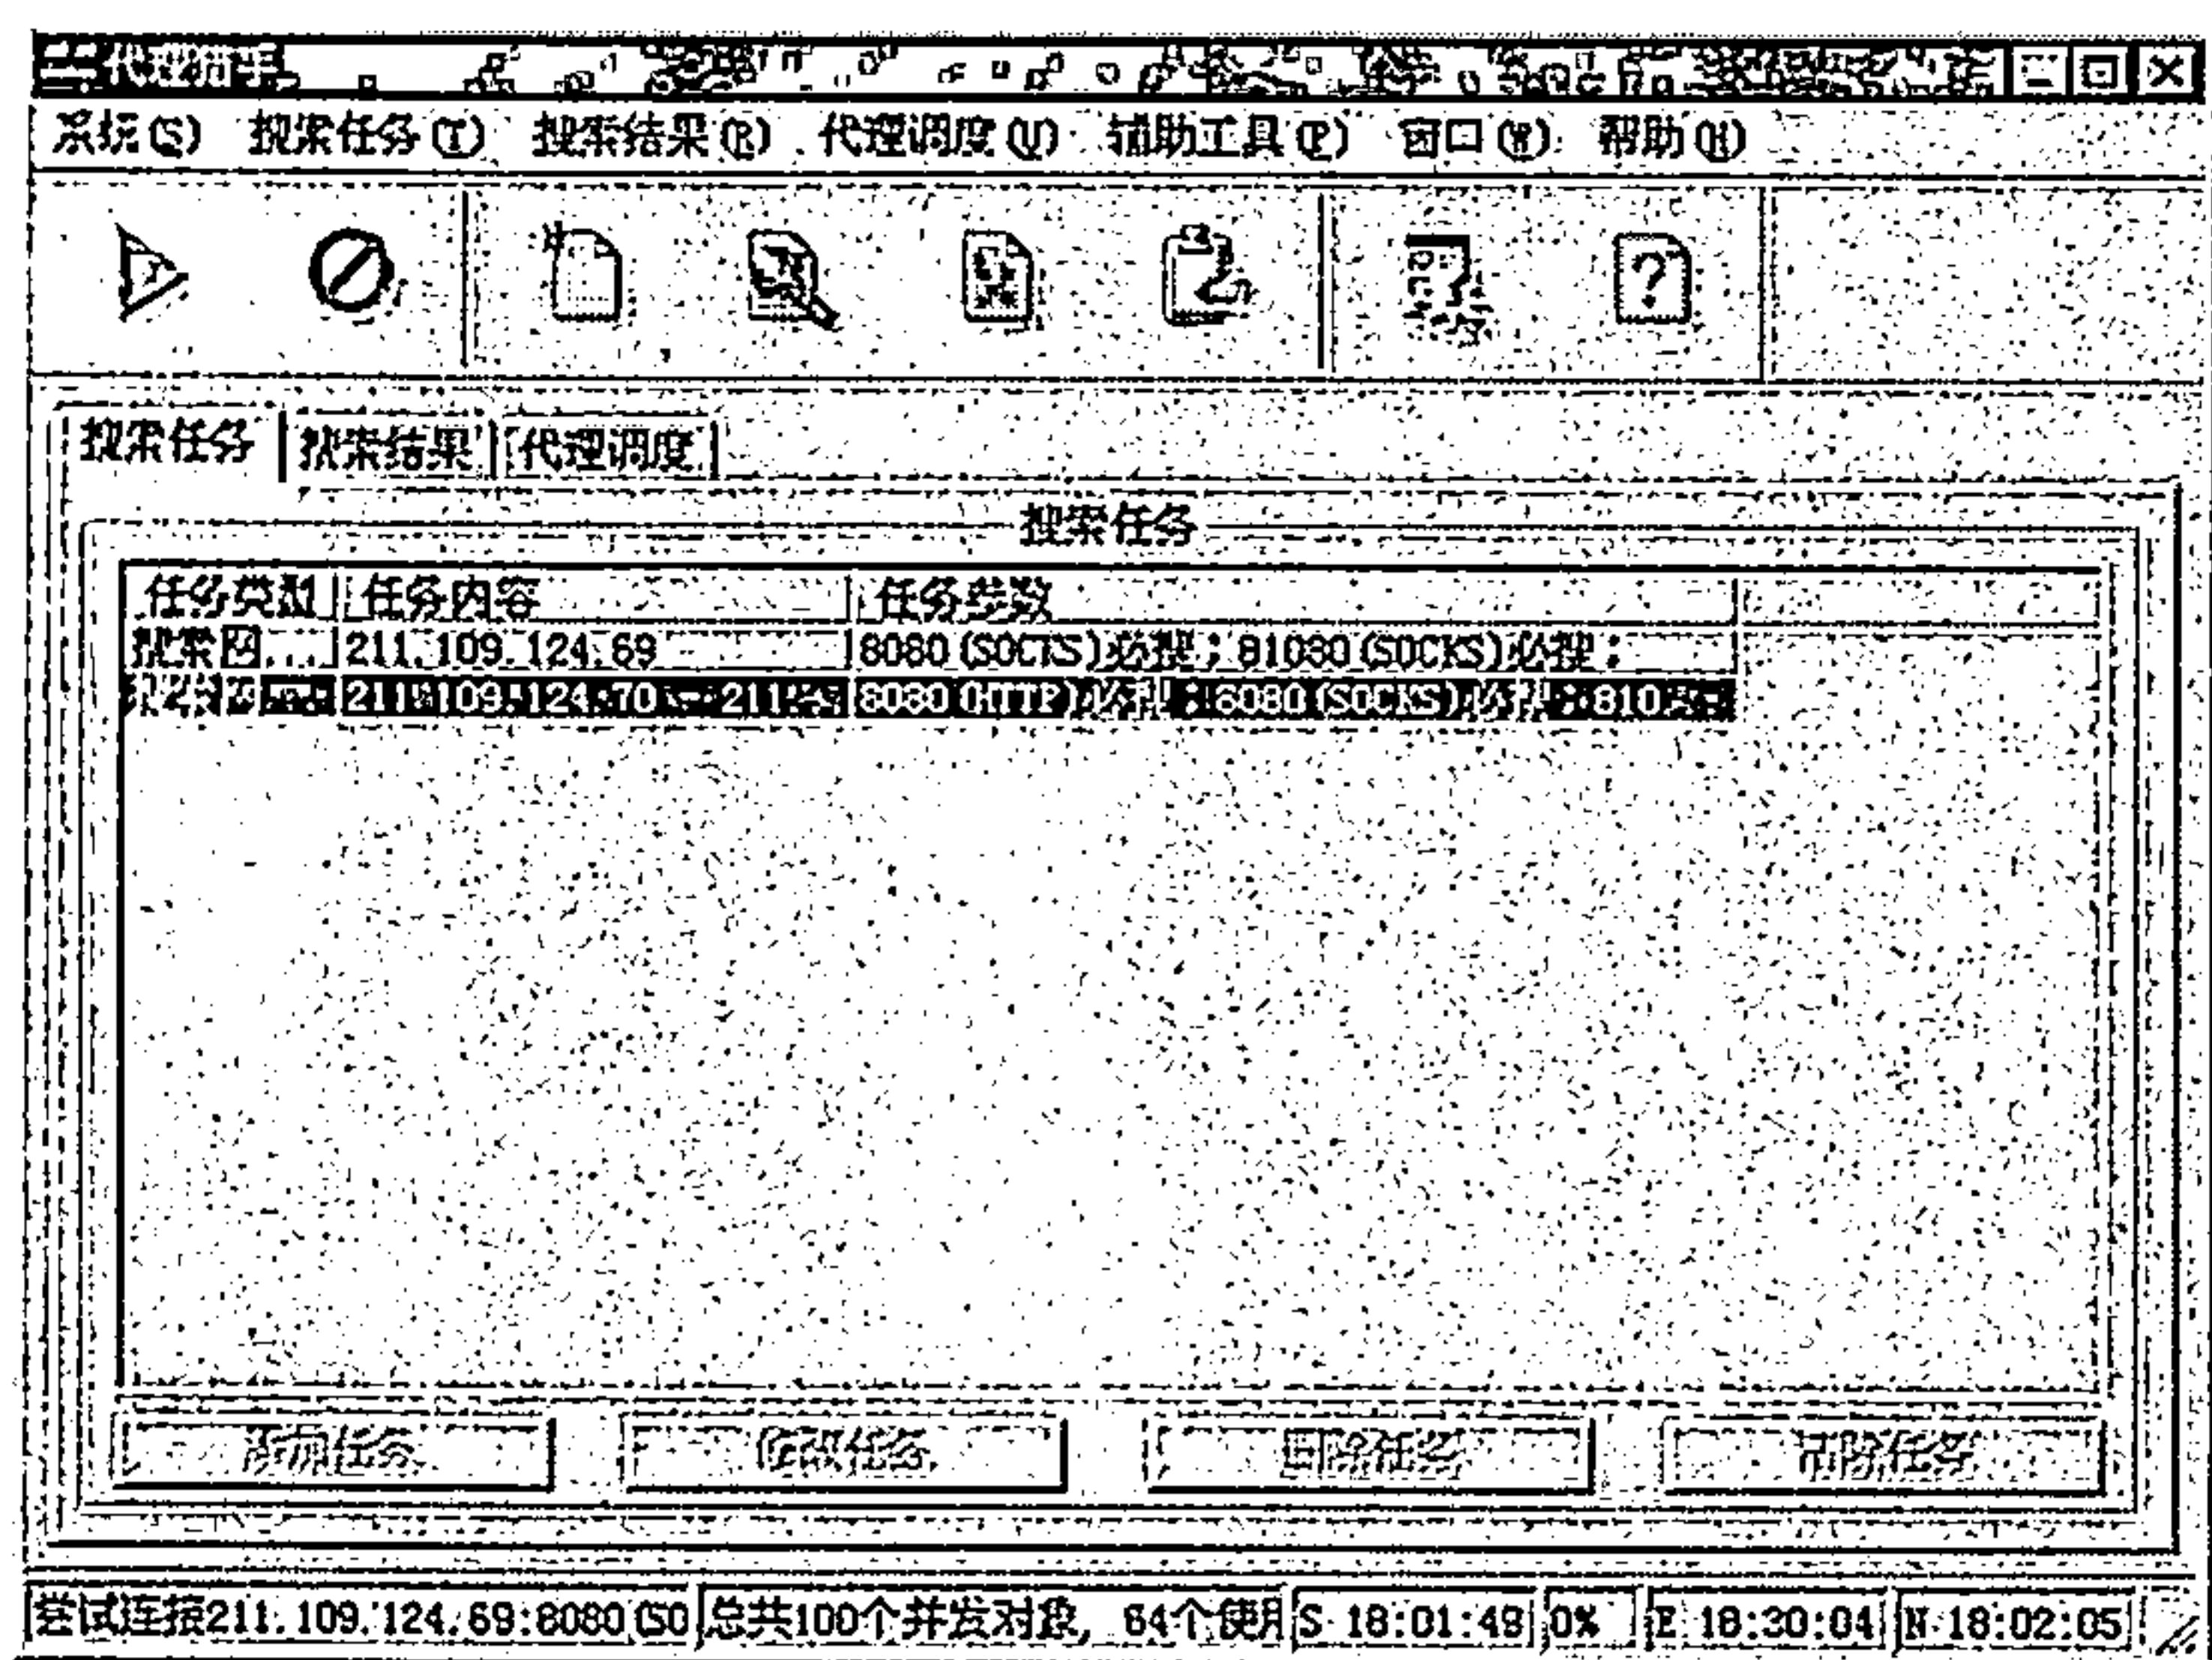 代理猎手
系统(S) 搜索任务(T) 搜索结果(R) 代理调度(U) 辅助工具(P) 窗口(W) 帮助(H)
搜索任务 搜索结果 代理调度
搜索任务
任务类型 任务内容 任务参数
搜索网... 211.109.124.69 8080(SOCKS)必搜;81080(SOCKS)必搜;
搜索网... 211.109.124.70 - 211... 8080(HTTP)必搜;8080(SOCKS)必搜;810...
添加任务 修改任务 删除任务
尝试连接211.109.124.69:8080(SO 总共100个并发对段, 64个使用 S 18:01:49 0% E 18:30:04 N 18:02:05